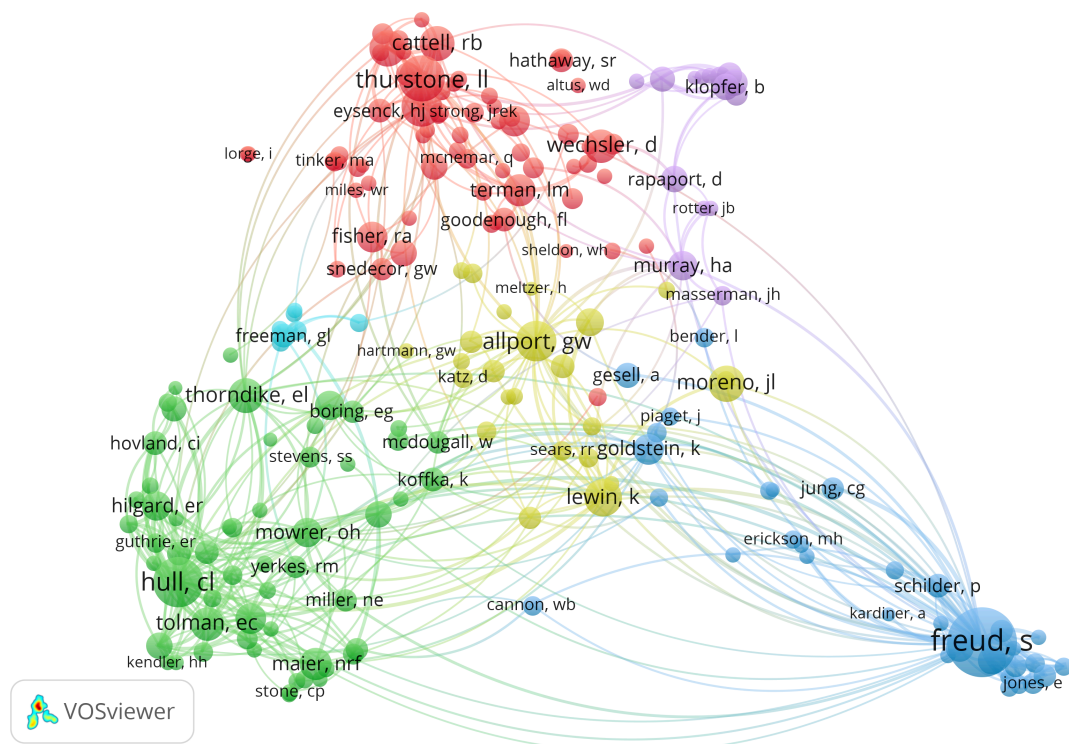 cattell, rb
hathaway, sr
thurstone, ll
altus, wd
klopfer, b
eysenck, hj
strong, jrek
wechsler, d
lorge, i
tinker, ma
mcnemar, q
rapaport, d
miles, wr
terman, lm
rotter, jb
goodenough, fl
fisher, ra
sheldon, wh
snedecor, gw
murray, ha
meltzer, h
masserman, jh
freeman, gl
allport, gw
bender, l
hartmann, gw
katz, d
gesell, a
moreno, jl
thorndike, el
boring, eg
piaget, j
hovland, ci
mcdougall, w
stevens, ss
sears, rr
goldstein, k
koffka, k
jung, cg
hilgard, er
lewin, k
guthrie, er
mowrer, oh
erickson, mh
yerkes, rm
hull, cl
schilder, p
miller, ne
cannon, wb
kardiner, a
tolman, ec
freud, s
kendler, hh
maier, nrf
jones, e
stone, cp
VOSviewer